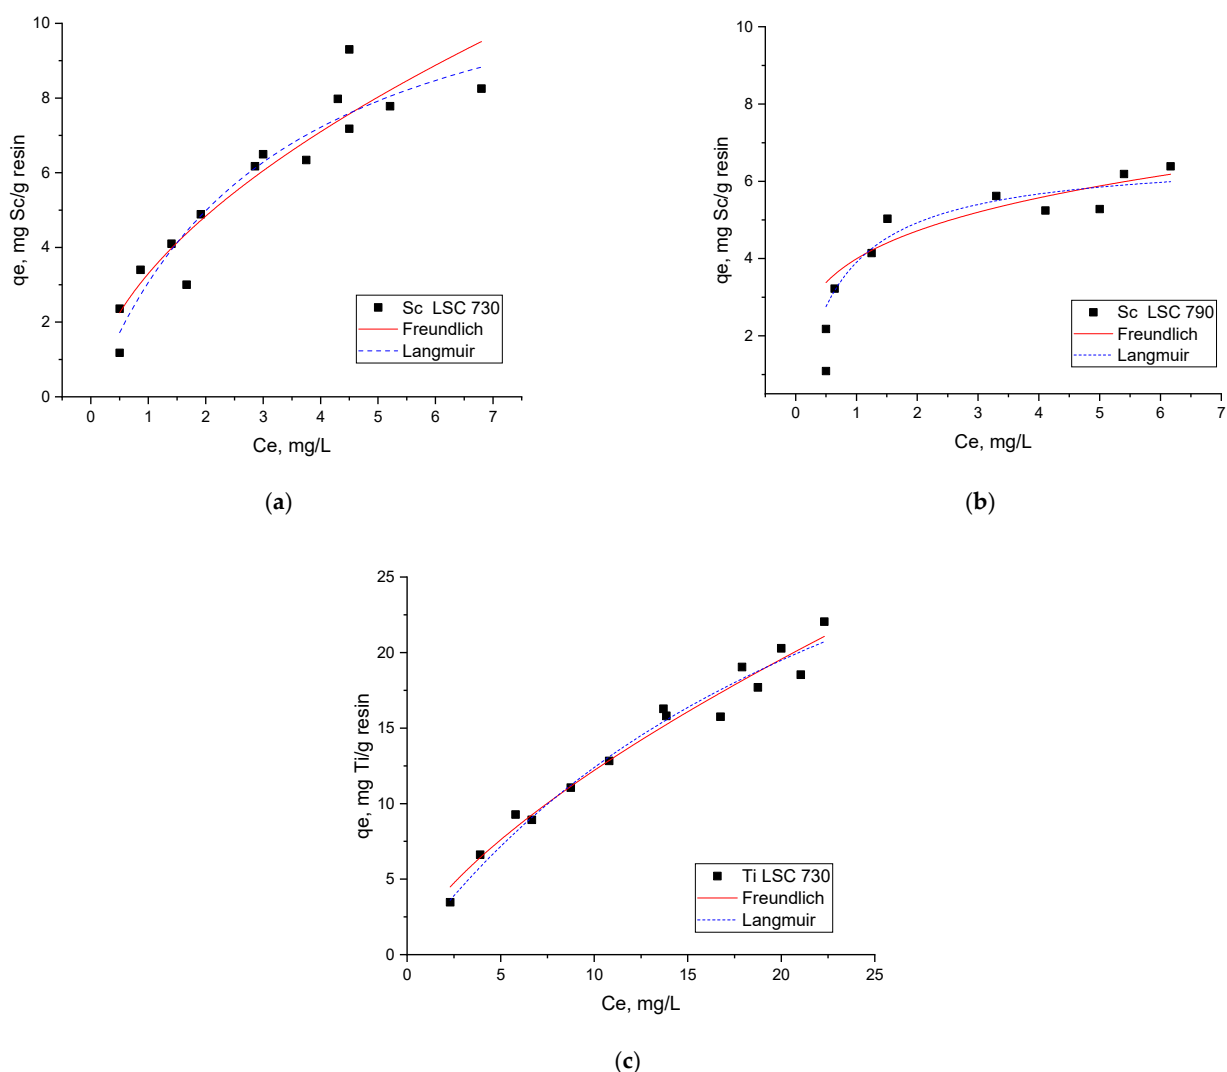 10
8
6
4
2
0
qe, mg Sc/g resin
Sc LSC 730
Freundlich
Langmuir
0 1 2 3 4 5 6 7
Ce, mg/L
(a)
10
8
6
4
2
qe, mg Sc/g resin
Sc LSC 790
Freundlich
Langmuir
0 1 2 3 4 5 6 7
Ce, mg/L
(b)
25
20
15
10
5
0
qe, mg Ti/g resin
Ti LSC 730
Freundlich
Langmuir
0 5 10 15 20 25
Ce, mg/L
(c)